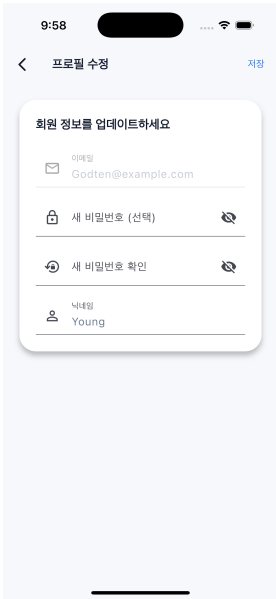 9:58
프로필 수정
저장
회원 정보를 업데이트하세요
이메일
Godten@example.com
새 비밀번호 (선택)
새 비밀번호 확인
닉네임
Young